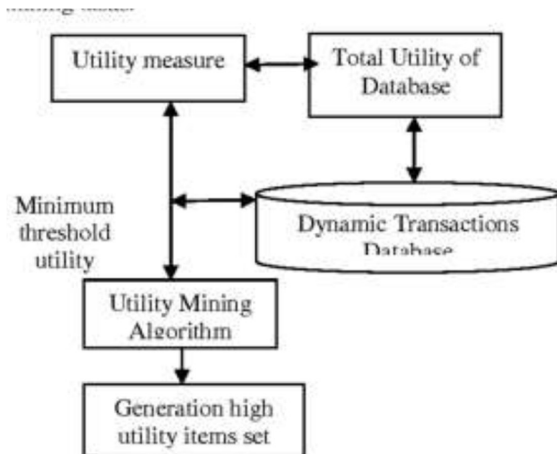 Utility measure
Total Utility of
Database
Minimum
threshold
utility
Dynamic Transactions
Database
Utility Mining
Algorithm
Generation high
utility items set